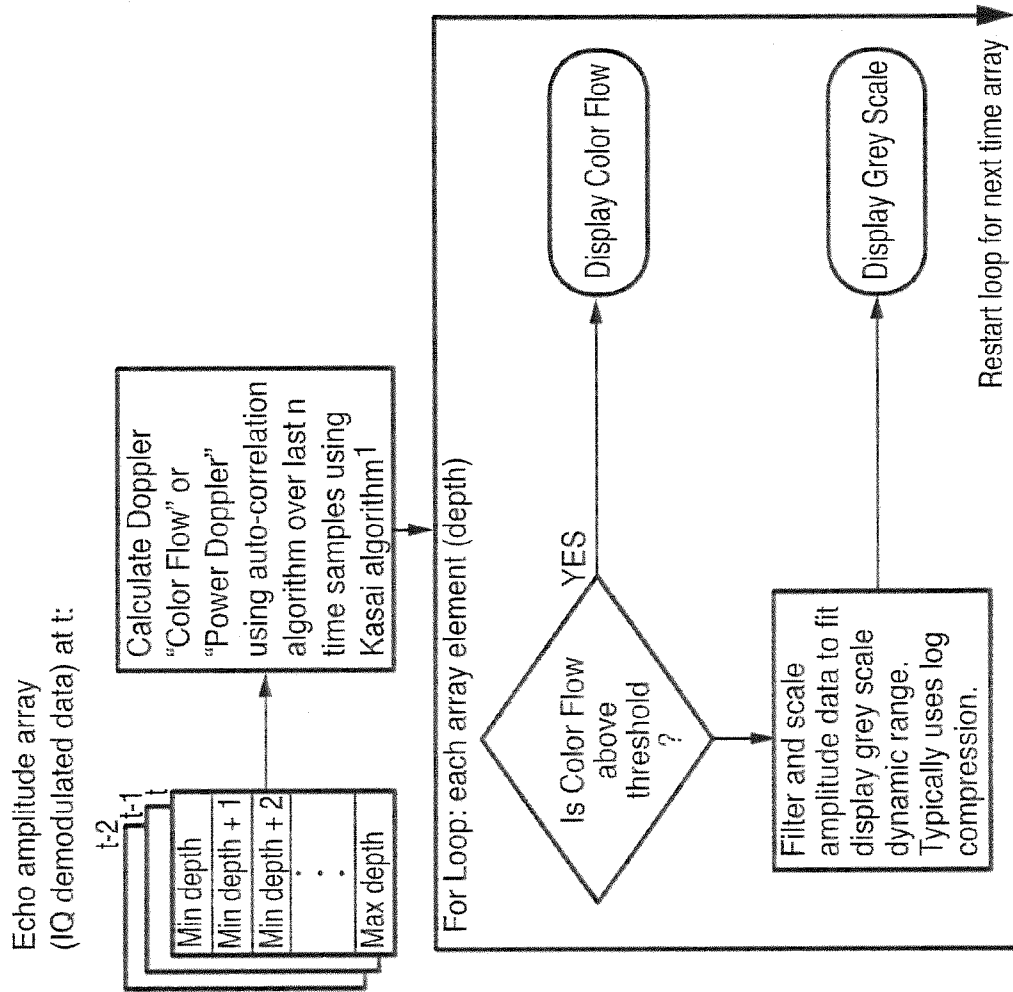 Echo amplitude array
(IQ demodulated data) at t:
t-2
t-1
t
Min depth
Min depth + 1
Min depth + 2
. . .
Max depth
Calculate Doppler
“Color Flow” or
“Power Doppler”
using auto-correlation
algorithm over last n
time samples using
Kasai algorithm1
For Loop: each array element (depth)
Is Color Flow
above
threshold
?
YES
Display Color Flow
Filter and scale
amplitude data to fit
display grey scale
dynamic range.
Typically uses log
compression.
Display Grey Scale
Restart loop for next time array